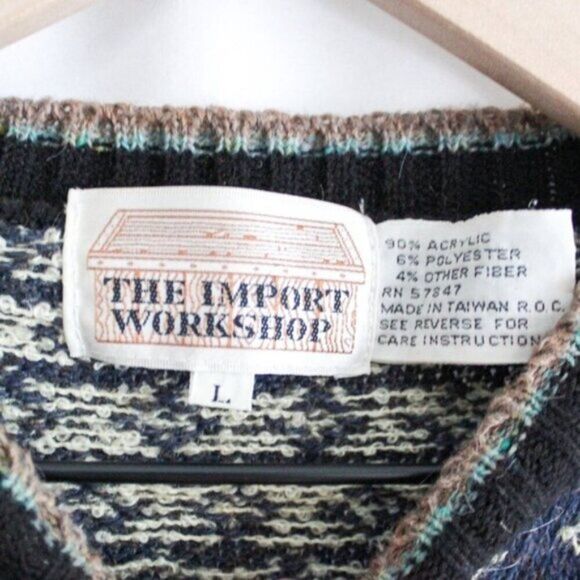 THE IMPORT
WORKSHOP
L
90% ACRYLIC
6% POLYESTER
4% OTHER FIBER
RN 57847
MADE IN TAIWAN R.O.C.
SEE REVERSE FOR
CARE INSTRUCTION